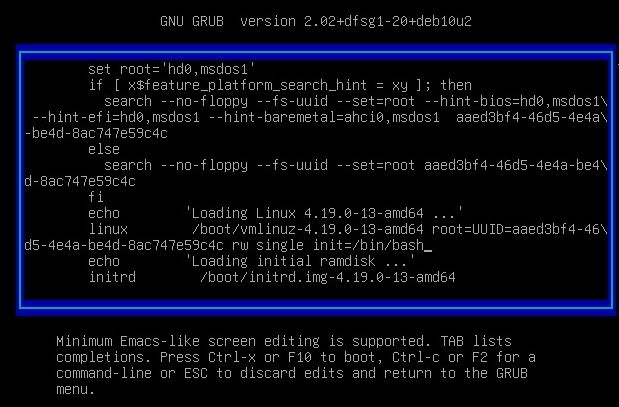 GNU GRUB  version 2.02+dfsg1-20+deb10u2
set root='hd0,msdos1'
if [ x$feature_platform_search_hint = xy ]; then
search --no-floppy --fs-uuid --set=root --hint-bios=hd0,msdos1\
--hint-efi=hd0,msdos1 --hint-baremetal=ahci0,msdos1  aaed3bf4-46d5-4e4a\
-be4d-8ac747e59c4c
else
search --no-floppy --fs-uuid --set=root aaed3bf4-46d5-4e4a-be4\
d-8ac747e59c4c
fi
echo        'Loading Linux 4.19.0-13-amd64 ...'
linux       /boot/vmlinuz-4.19.0-13-amd64 root=UUID=aaed3bf4-46\
d5-4e4a-be4d-8ac747e59c4c rw single init=/bin/bash_
echo        'Loading initial ramdisk ...'
initrd        /boot/initrd.img-4.19.0-13-amd64
Minimum Emacs-like screen editing is supported. TAB lists
completions. Press Ctrl-x or F10 to boot, Ctrl-c or F2 for a
command-line or ESC to discard edits and return to the GRUB
menu.